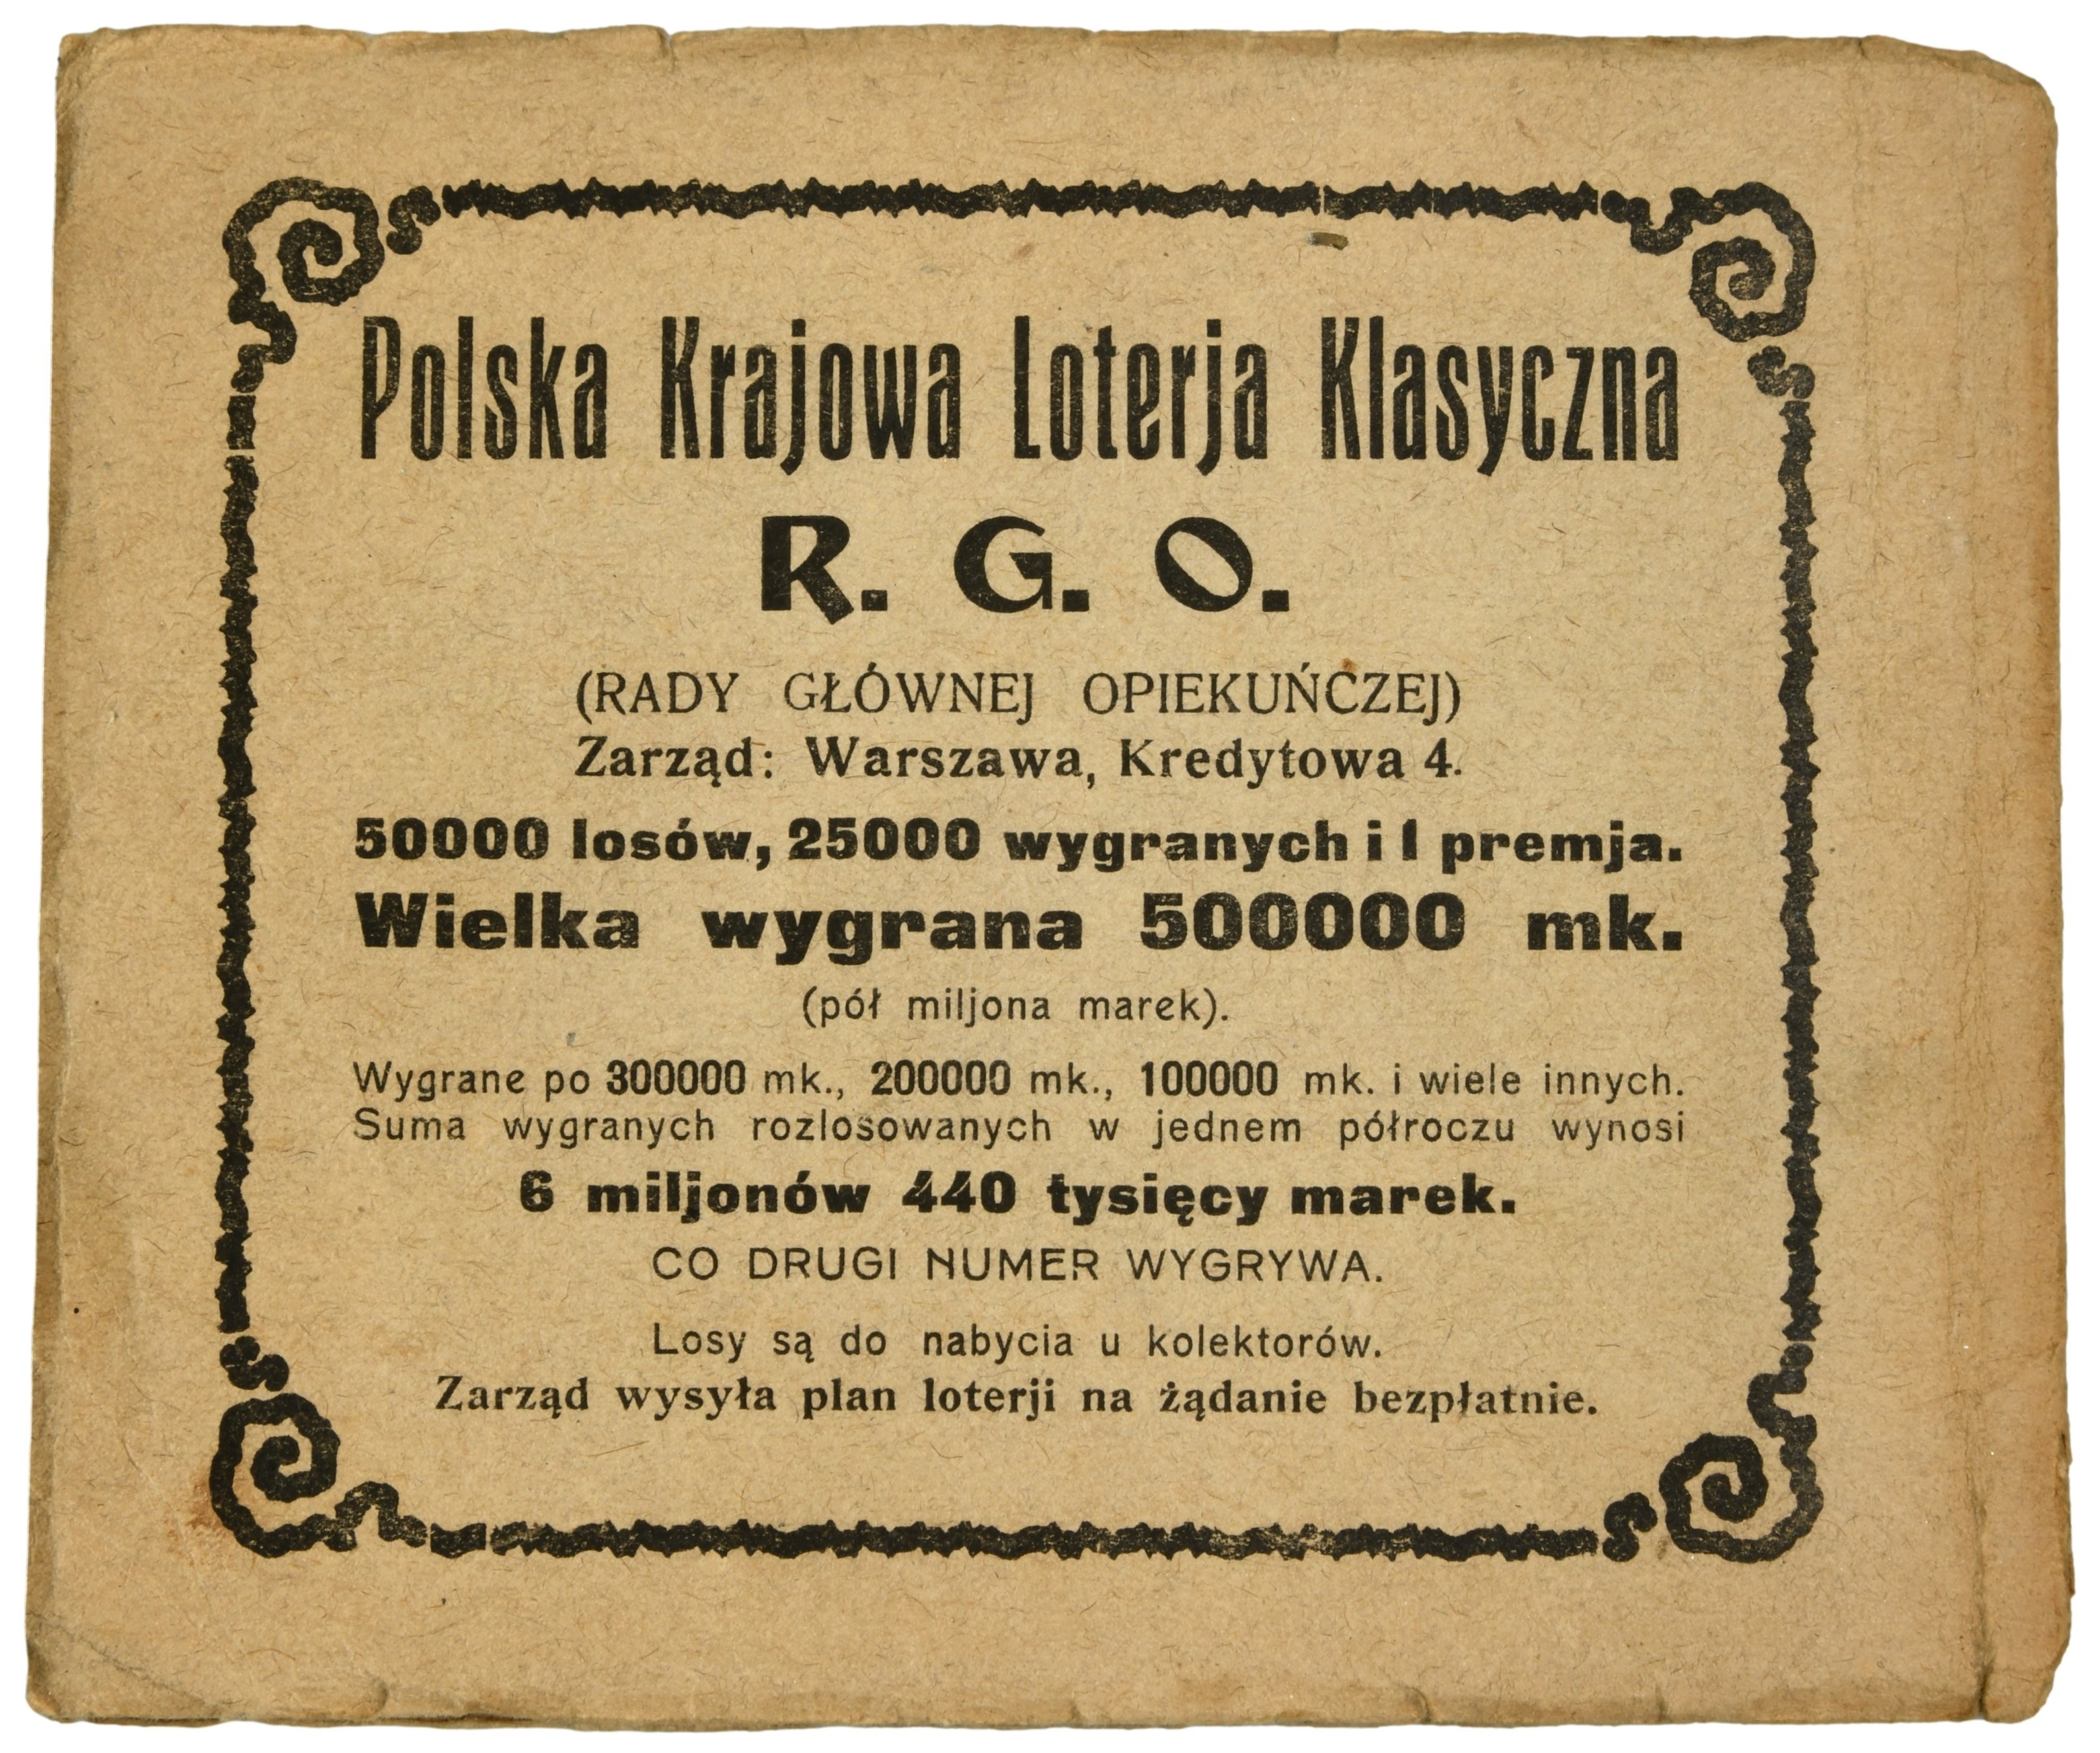 Polska Krajowa Loterja Klasyczna
R. G. O.
(RADY GŁÓWNEJ OPIEKUŃCZEJ)
Zarząd: Warszawa, Kredytowa 4.
50000 losów, 25000 wygranych i 1 premja.
Wielka wygrana 500000 mk.
(pół miljona marek).
Wygrane po 300000 mk., 200000 mk., 100000 mk. i wiele innych.
Suma wygranych rozlosowanych w jednem półroczu wynosi
6 miljonów 440 tysięcy marek.
CO DRUGI NUMER WYGRYWA.
Losy są do nabycia u kolektorów.
Zarząd wysyła plan loterji na żądanie bezpłatnie.